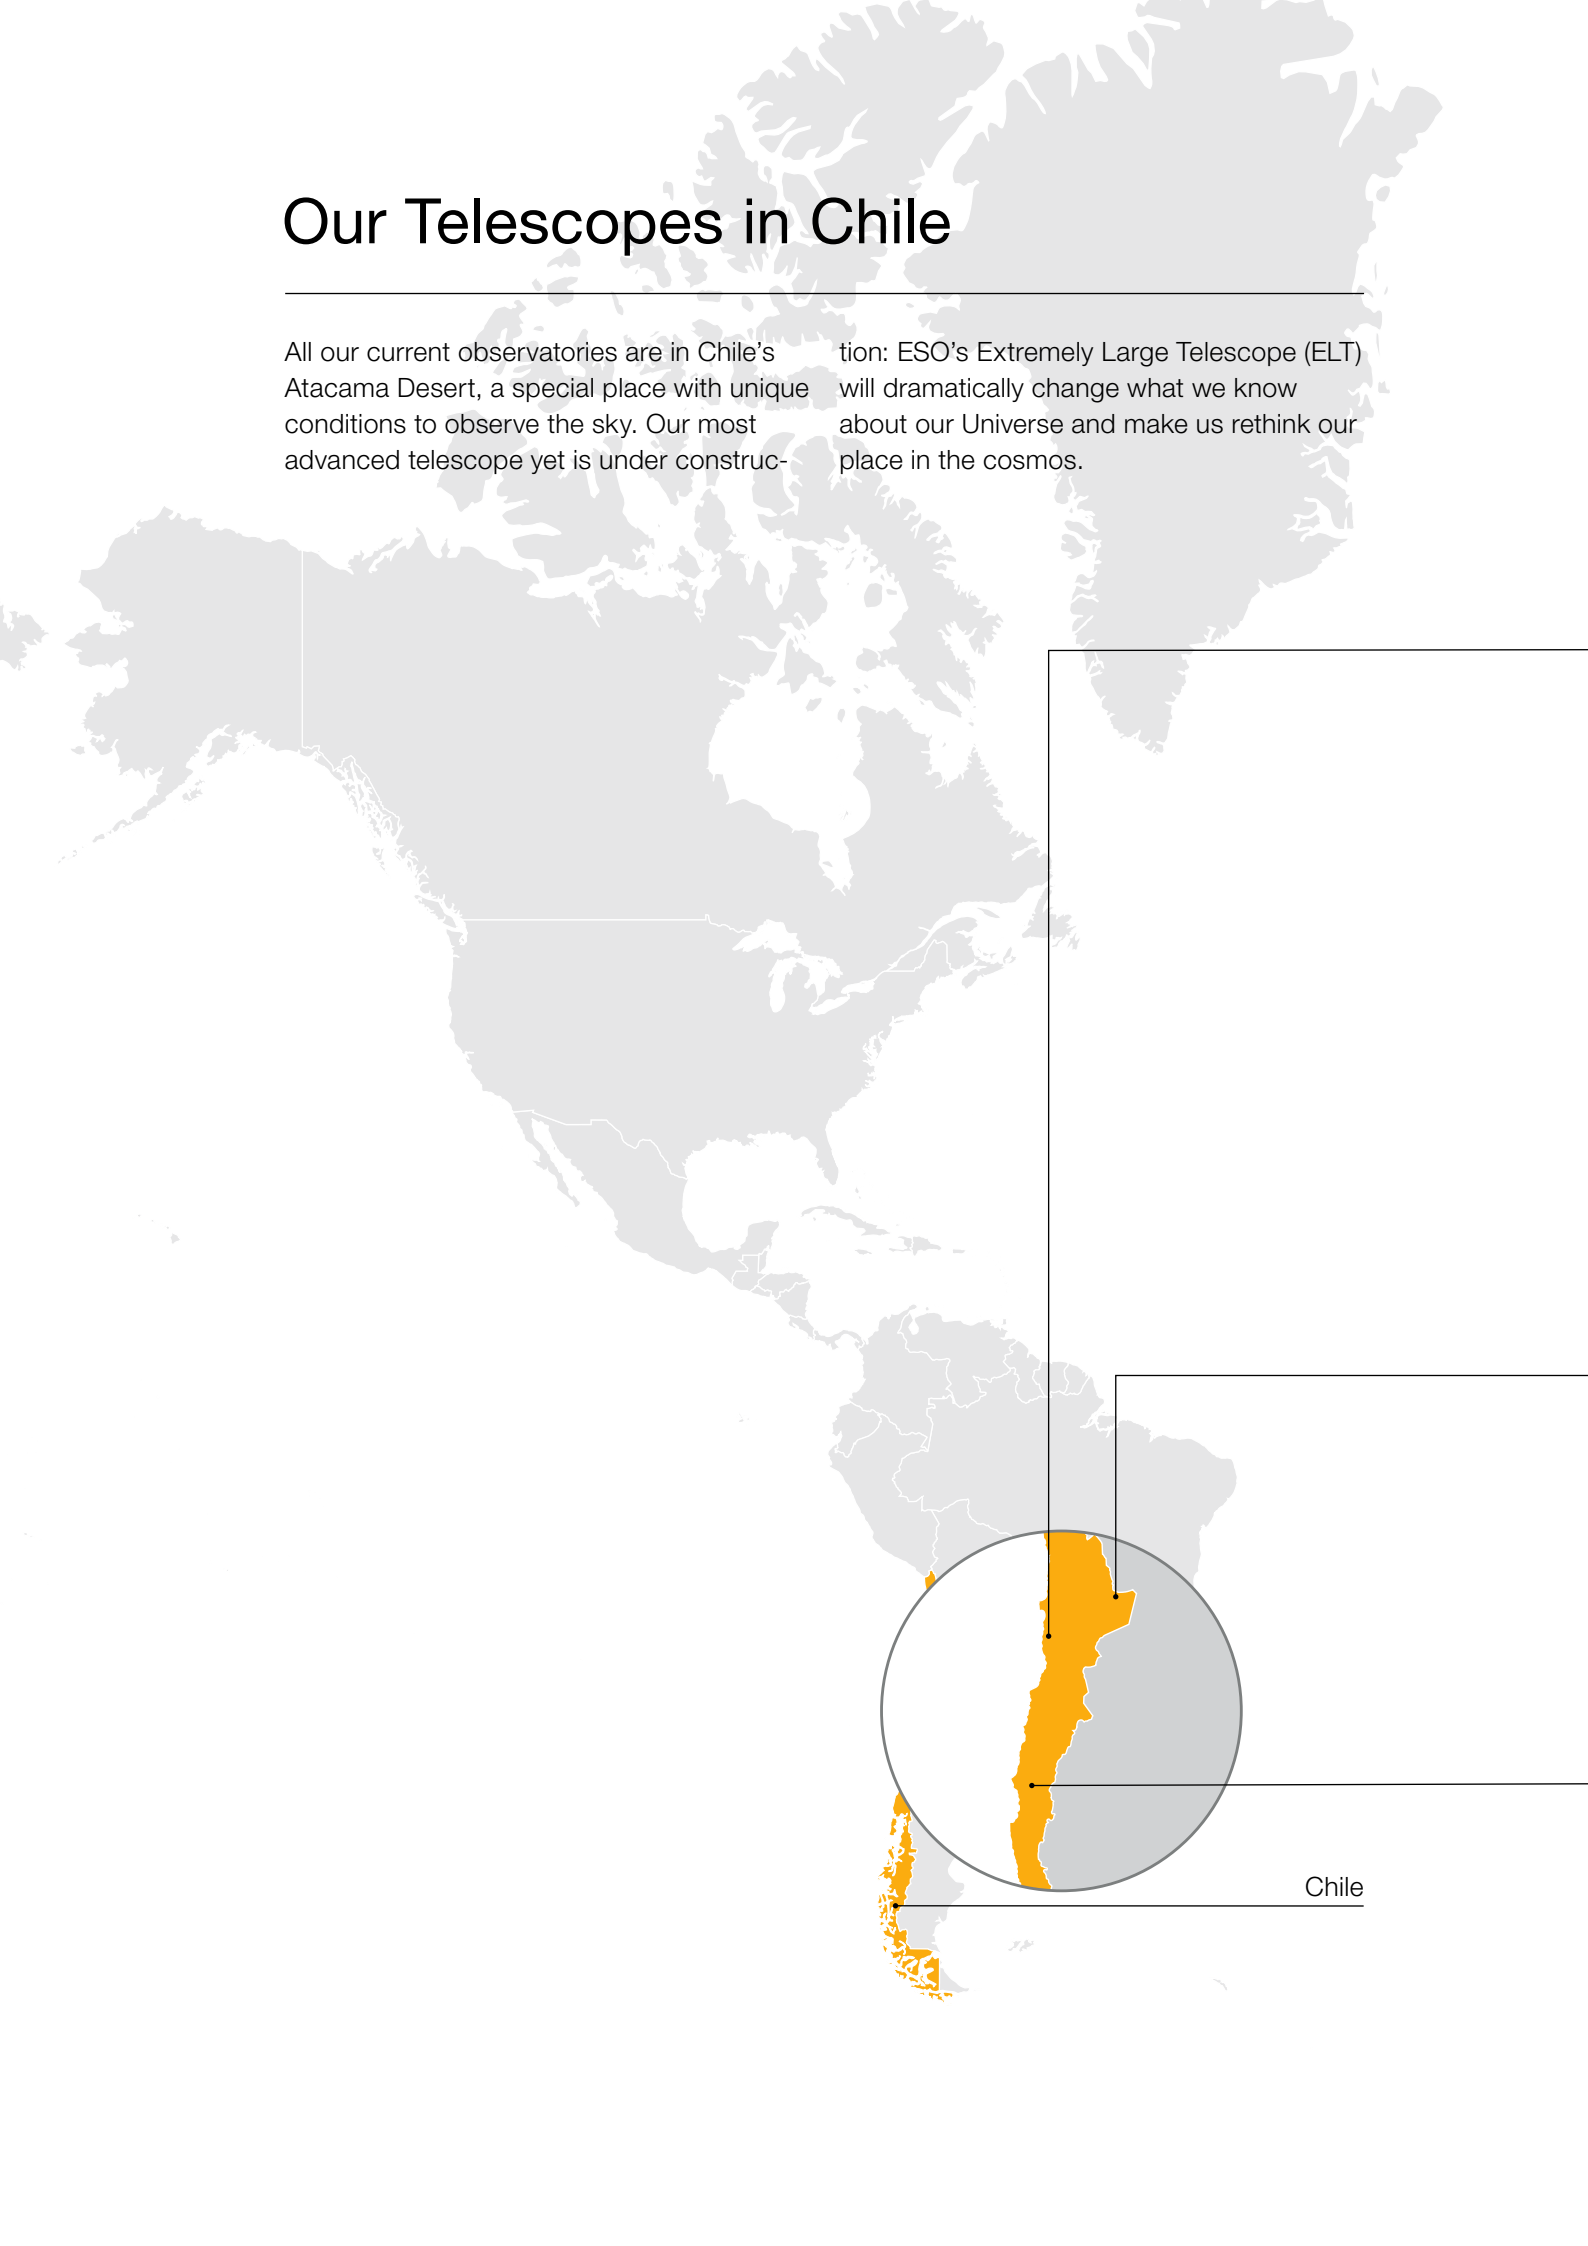 Our Telescopes in Chile
All our current observatories are in Chile’s
Atacama Desert, a special place with unique
conditions to observe the sky. Our most
advanced telescope yet is under construc-
tion: ESO’s Extremely Large Telescope (ELT)
will dramatically change what we know
about our Universe and make us rethink our
place in the cosmos.
Chile